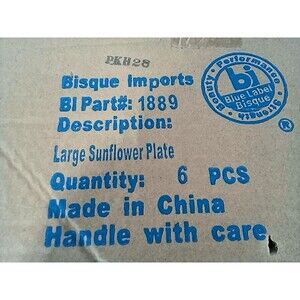 PKH28
Bisque Imports
BI Part#: 1889
Description:
Large Sunflower Plate
Quantity: 6 PCS
Made in China
Handle with care
Beauty • Performance • Strength
bi
Blue Label
Bisque
®